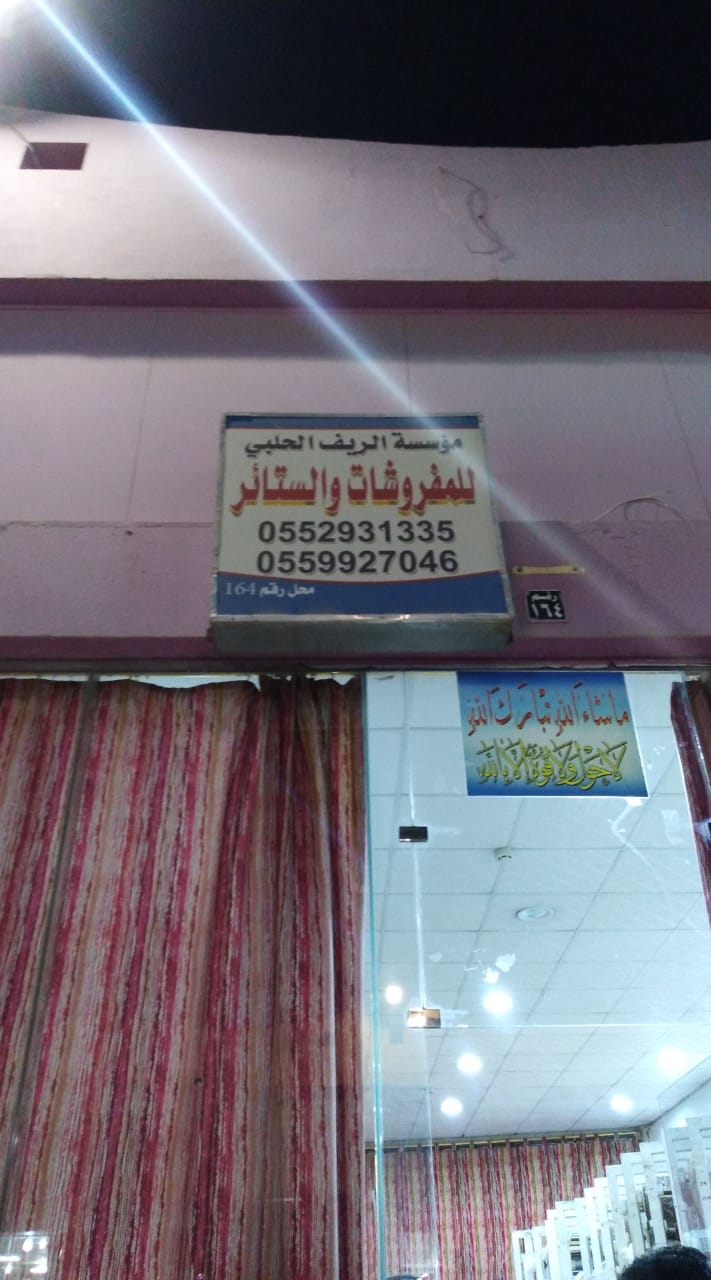 مؤسسة الريف الحلبي
للمفروشات والستائر
0552931335
0559927046
محل رقم 164
رقم
١٦٤
ماشاء الله تبارك الله
لا حول ولا قوة إلا بالله